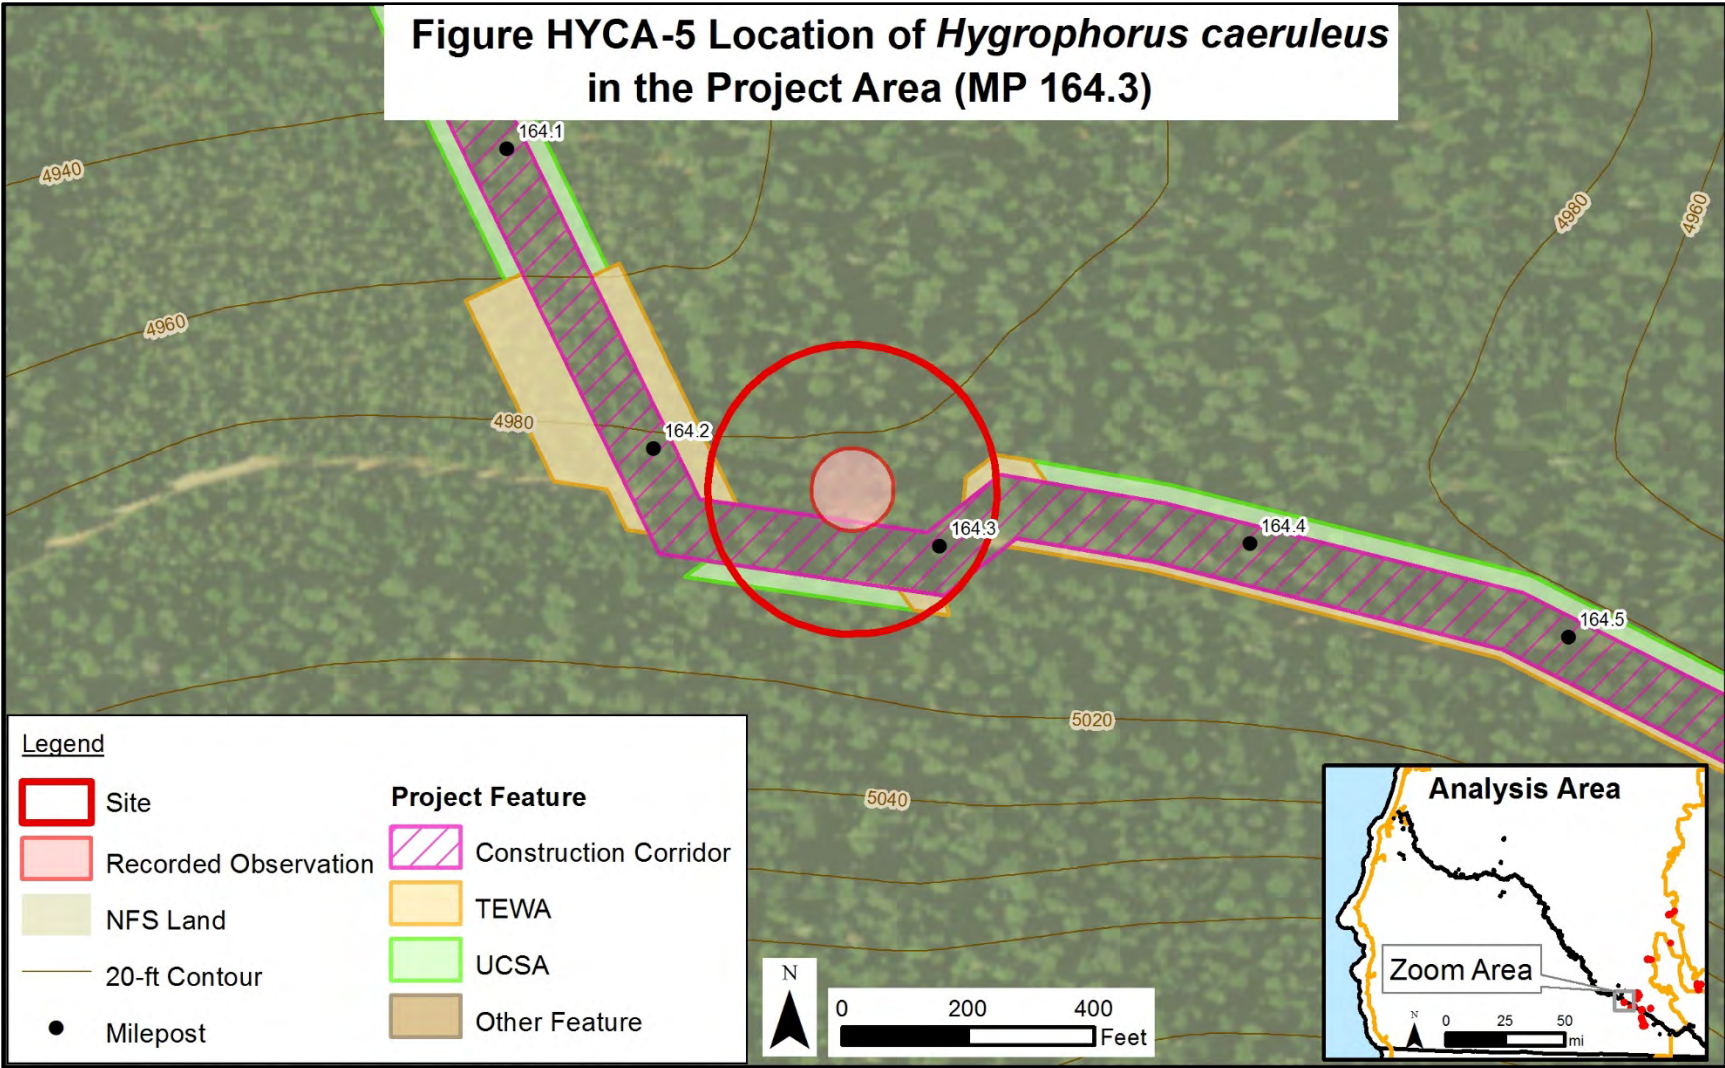 Figure HYCA-5 Location of Hygrophorus caeruleus
in the Project Area (MP 164.3)
164.1
4940
4980
4960
4960
4980
164.2
164.3
164.4
164.5
5020
5040
Legend
Site
Recorded Observation
NFS Land
20-ft Contour
Milepost
Project Feature
Construction Corridor
TEWA
UCSA
Other Feature
N
0 200 400
Feet
Analysis Area
Zoom Area
N
0 25 50
mi